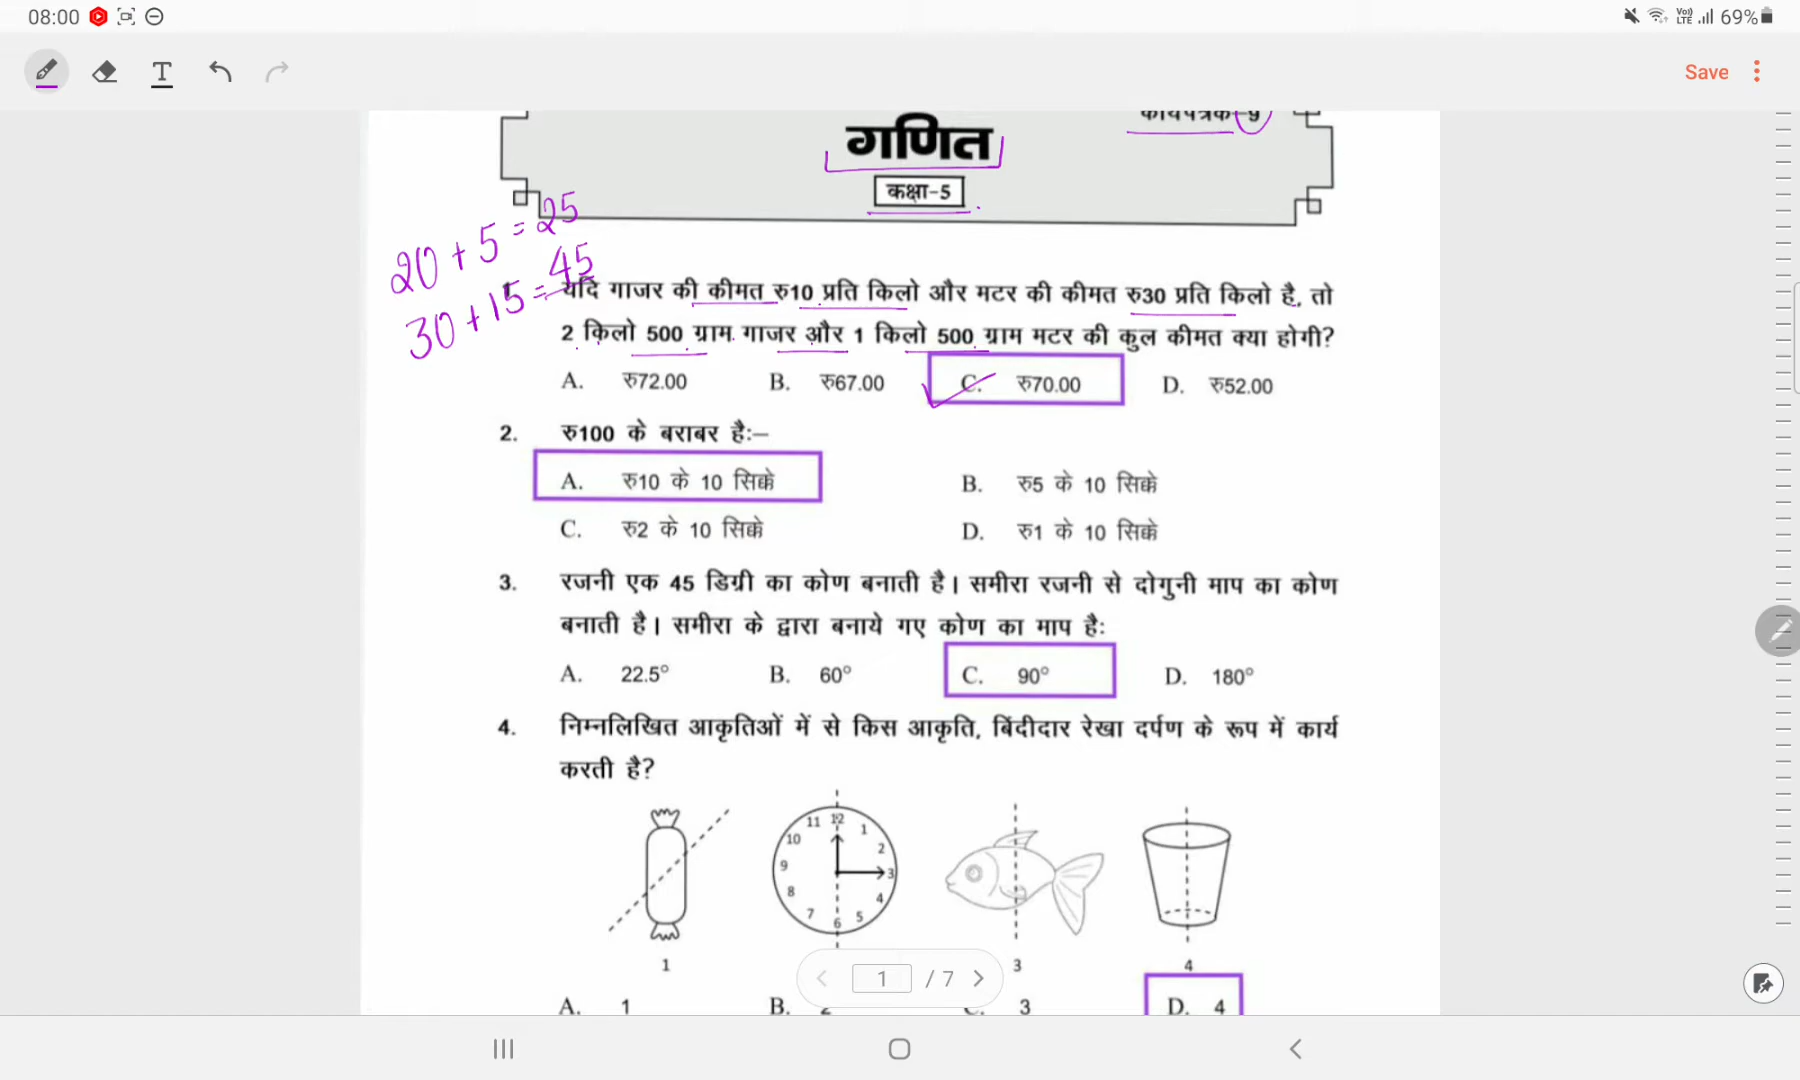 08:00
69%
Save
कार्यपत्रक-9
गणित
कक्षा-5
20 + 5 = 25
30 + 15 = 45
यदि गाजर की कीमत रु10 प्रति किलो और मटर की कीमत रु30 प्रति किलो है, तो
2 किलो 500 ग्राम गाजर और 1 किलो 500 ग्राम मटर की कुल कीमत क्या होगी?
A. रु72.00 B. रु67.00 C. रु70.00 D. रु52.00
2. रु100 के बराबर है:–
A. रु10 के 10 सिक्के B. रु5 के 10 सिक्के
C. रु2 के 10 सिक्के D. रु1 के 10 सिक्के
3. रजनी एक 45 डिग्री का कोण बनाती है। समीरा रजनी से दोगुनी माप का कोण
बनाती है। समीरा के द्वारा बनाये गए कोण का माप है:
A. 22.5° B. 60° C. 90° D. 180°
4. निम्नलिखित आकृतिओं में से किस आकृति, बिंदीदार रेखा दर्पण के रूप में कार्य
करती है?
11 12 1
10 2
9 3
8 4
7 6 5
1 3 4
1 / 7
A. 1 B. 2 C. 3 D. 4